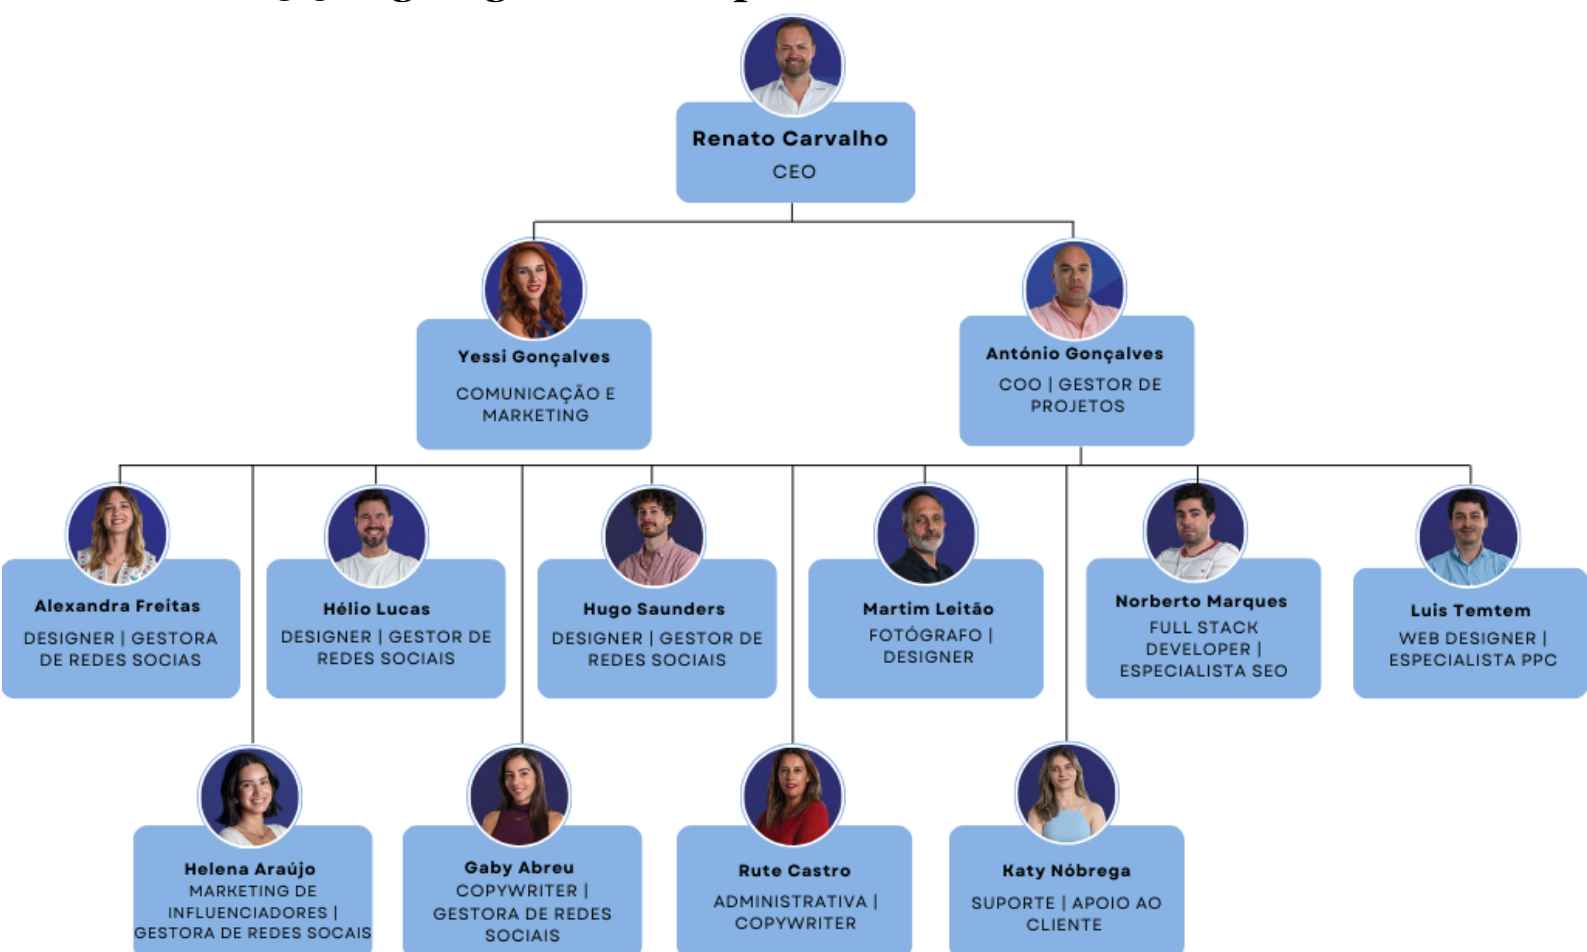 Renato Carvalho
CEO
Yessi Gonçalves
COMUNICAÇÃO E
MARKETING
António Gonçalves
COO | GESTOR DE
PROJETOS
Alexandra Freitas
DESIGNER | GESTORA
DE REDES SOCIAS
Hélio Lucas
DESIGNER | GESTOR DE
REDES SOCIAIS
Hugo Saunders
DESIGNER | GESTOR DE
REDES SOCIAIS
Martim Leitão
FOTÓGRAFO |
DESIGNER
Norberto Marques
FULL STACK
DEVELOPER |
ESPECIALISTA SEO
Luis Temtem
WEB DESIGNER |
ESPECIALISTA PPC
Helena Araújo
MARKETING DE
INFLUENCIADORES |
GESTORA DE REDES SOCAIS
Gaby Abreu
COPYWRITER |
GESTORA DE REDES
SOCIAIS
Rute Castro
ADMINISTRATIVA |
COPYWRITER
Katy Nóbrega
SUPORTE | APOIO AO
CLIENTE